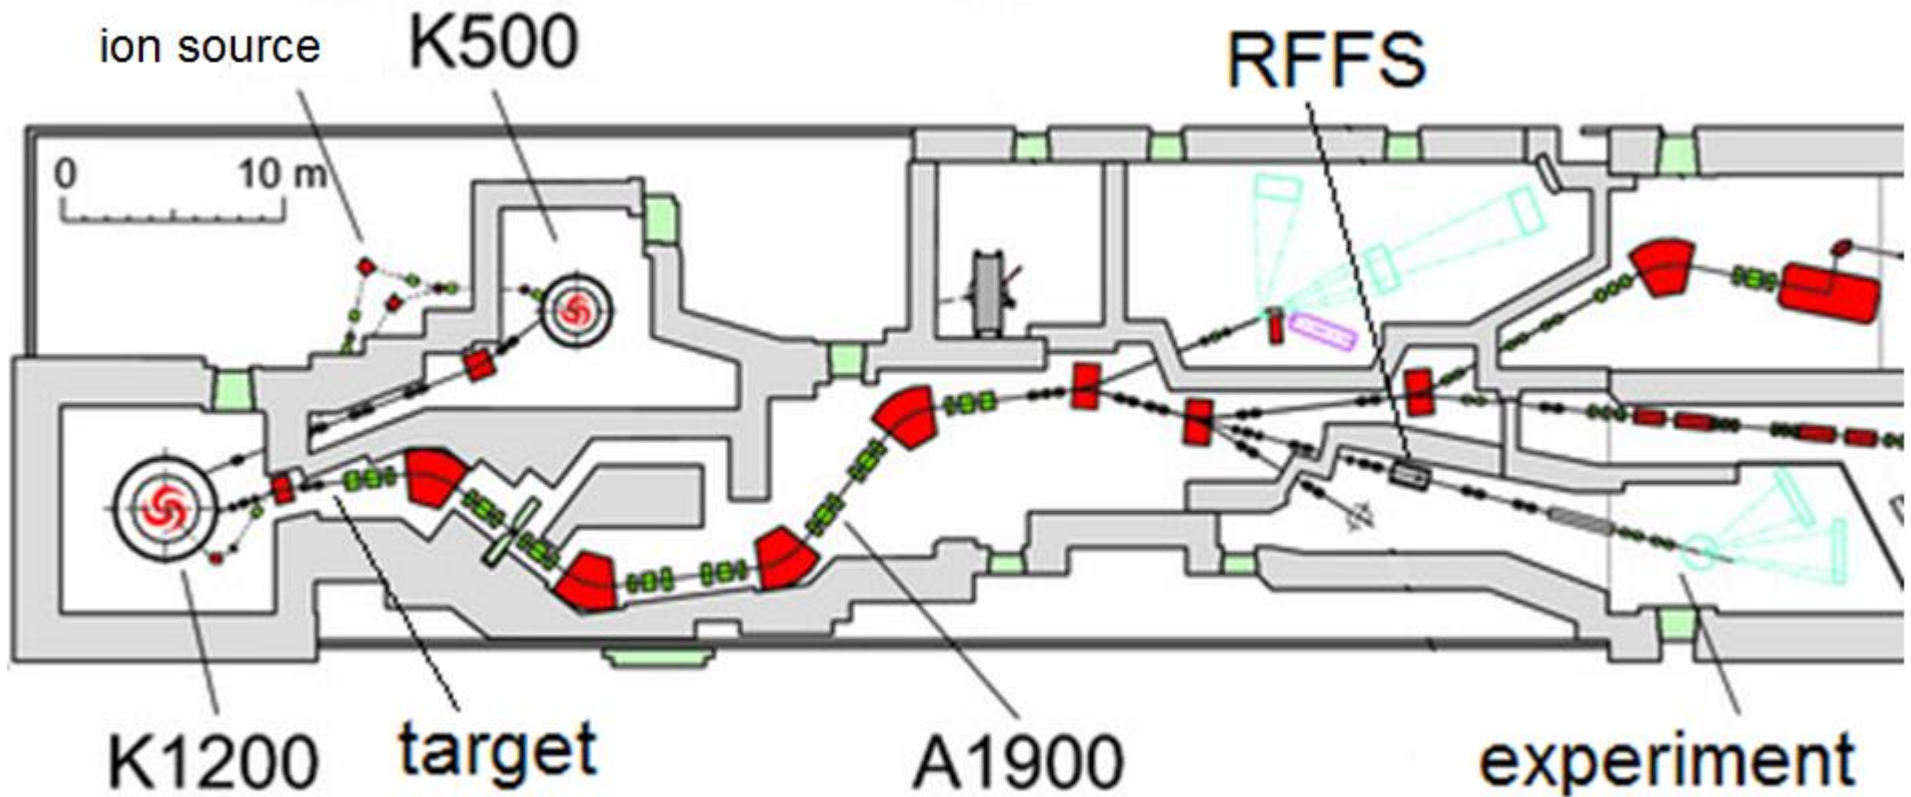 ion source
K500
RFFS
0 10 m
K1200
target
A1900
experiment